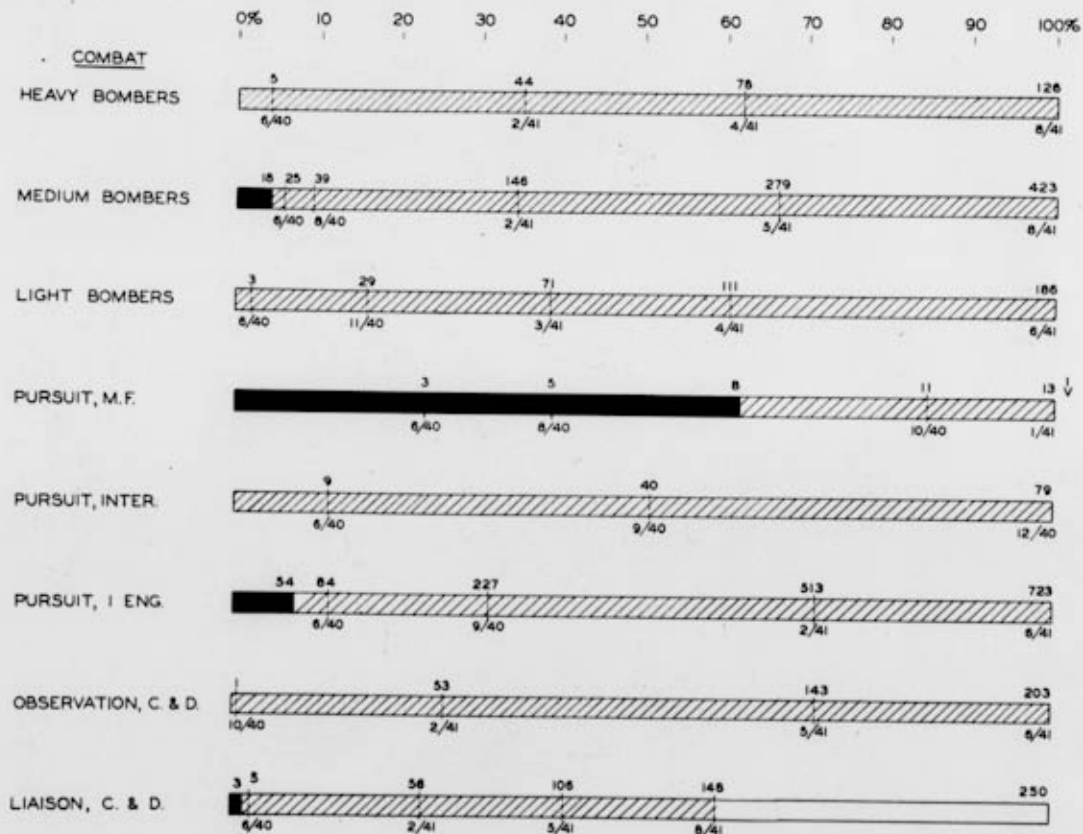 0% 10 20 30 40 50 60 70 80 90 100%
COMBAT
5 44 78 126
HEAVY BOMBERS
6/40 2/41 4/41 8/41
18 25 39 146 279 423
MEDIUM BOMBERS
6/40 8/40 2/41 5/41 8/41
3 29 71 111 186
LIGHT BOMBERS
6/40 11/40 3/41 4/41 6/41
3 5 8 11 13 1
PURSUIT, M.F.
6/40 8/40 10/40 1/41
9 40 79
PURSUIT, INTER.
6/40 9/40 12/40
54 84 227 513 723
PURSUIT, 1 ENG.
6/40 9/40 2/41 6/41
1 53 143 203
OBSERVATION, C. & D.
10/40 2/41 5/41 6/41
3 5 58 106 148 250
LIAISON, C. & D.
6/40 2/41 5/41 8/41